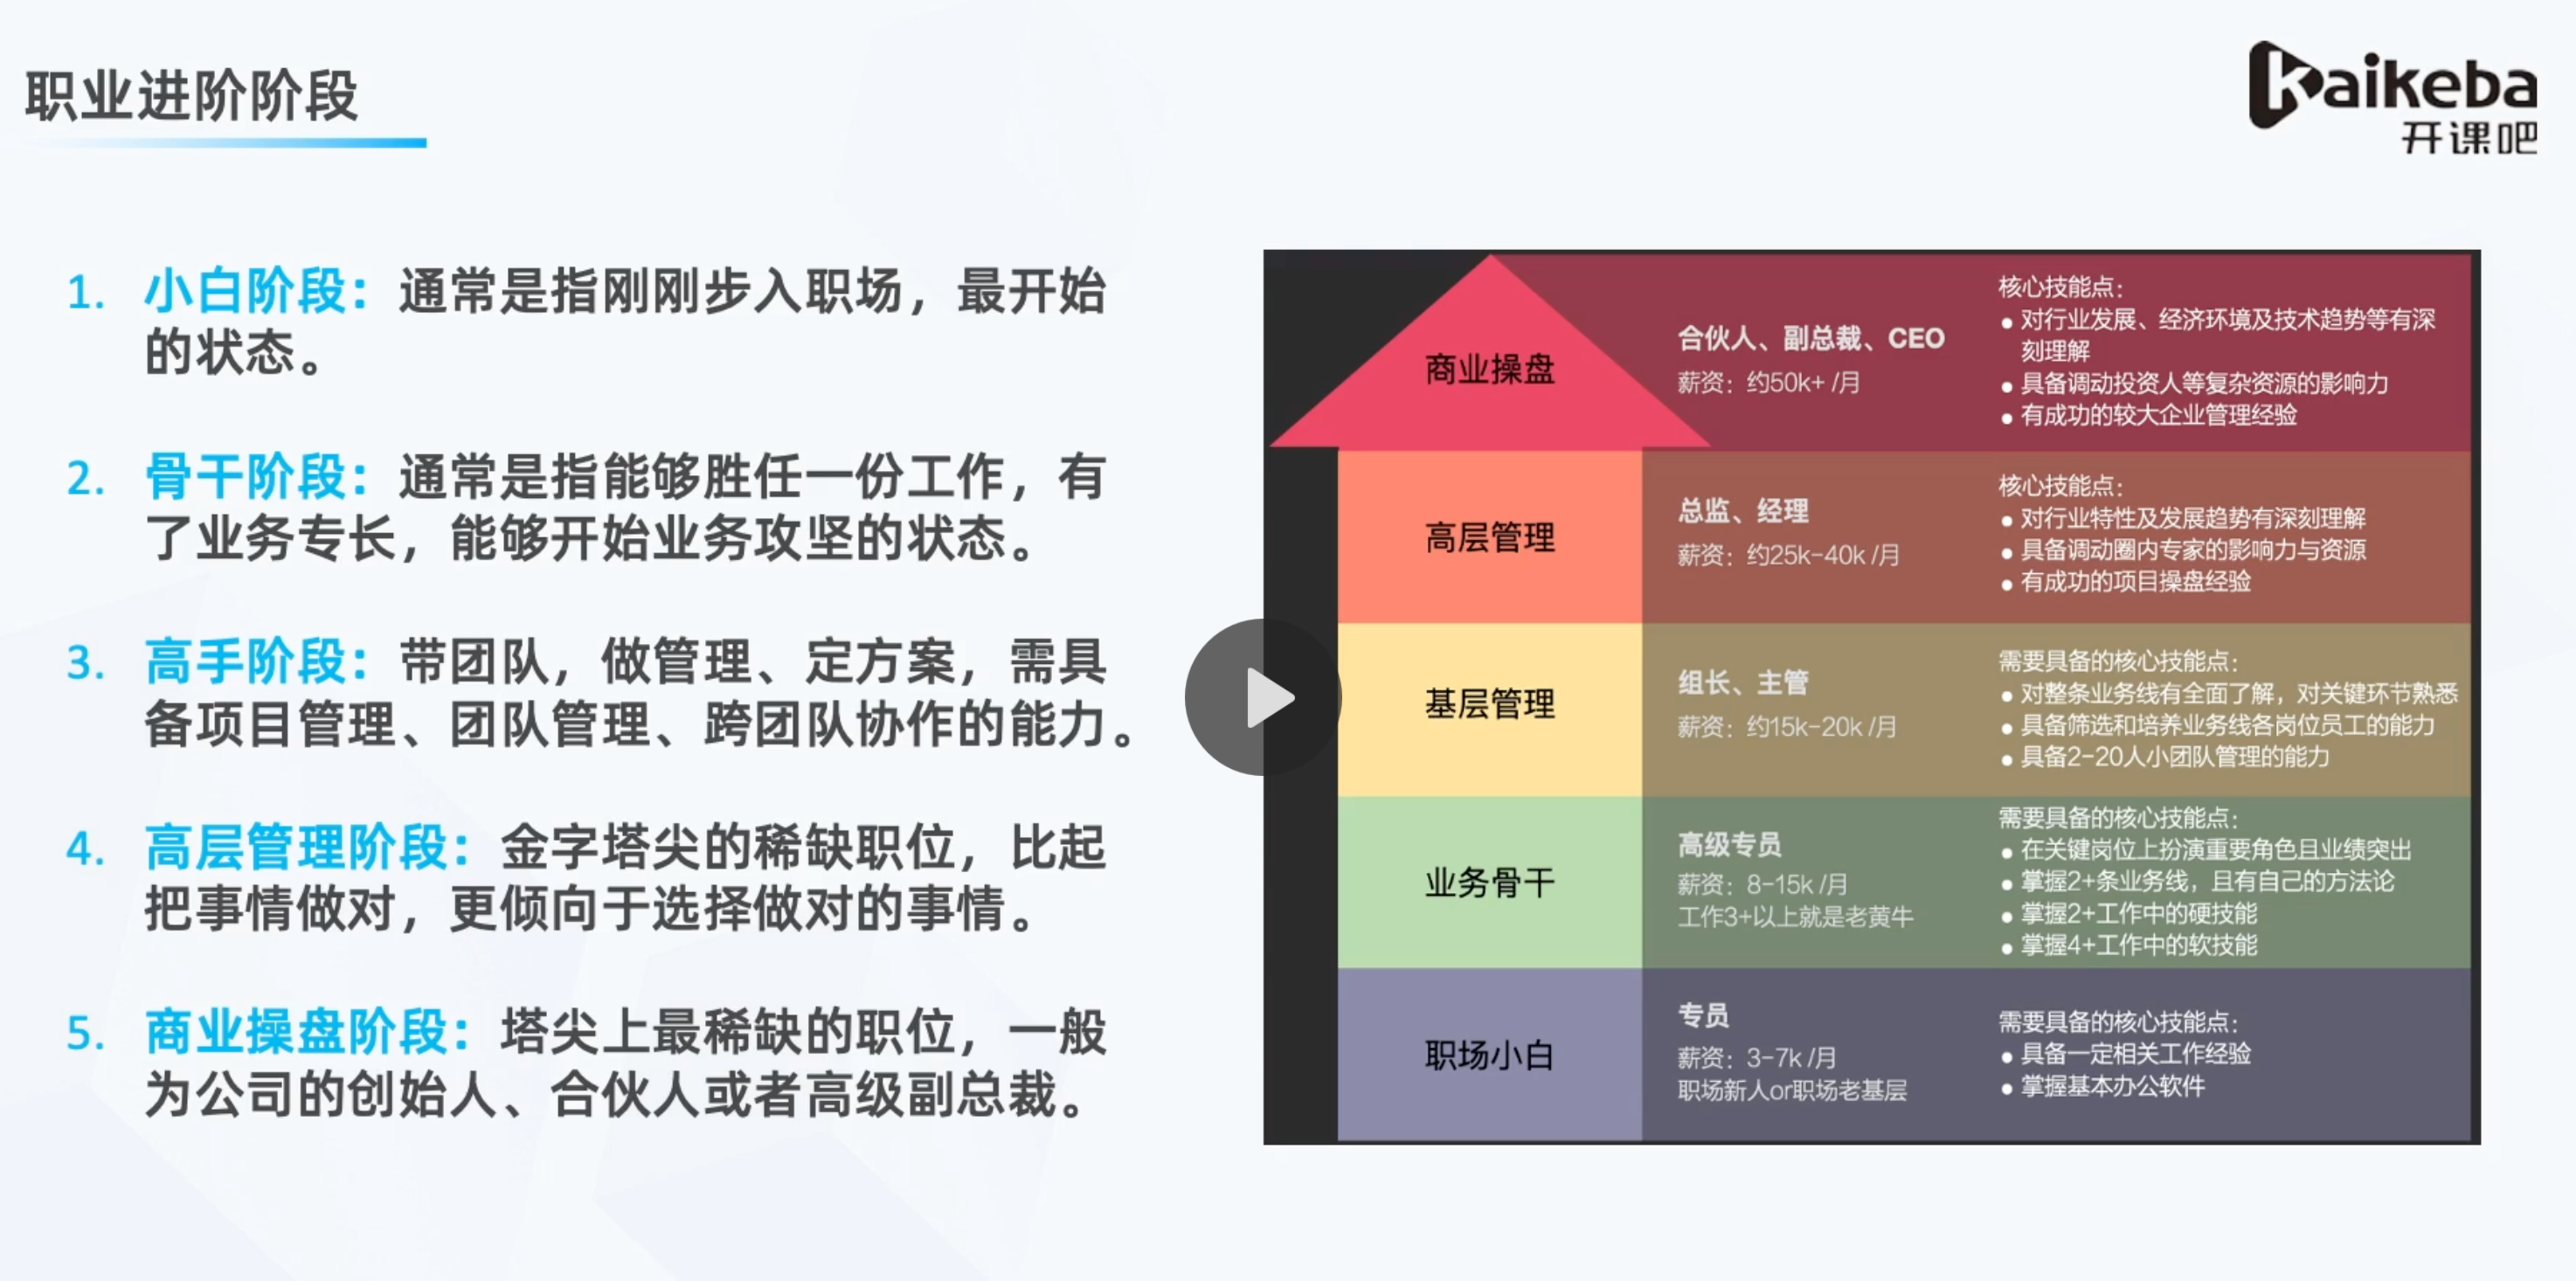 职业进阶阶段
Kaikeba
开课吧
1. 小白阶段：通常是指刚刚步入职场，最开始
的状态。
2. 骨干阶段：通常是指能够胜任一份工作，有
了业务专长，能够开始业务攻坚的状态。
3. 高手阶段：带团队，做管理、定方案，需具
备项目管理、团队管理、跨团队协作的能力。
4. 高层管理阶段：金字塔尖的稀缺职位，比起
把事情做对，更倾向于选择做对的事情。
5. 商业操盘阶段：塔尖上最稀缺的职位，一般
为公司的创始人、合伙人或者高级副总裁。
商业操盘
合伙人、副总裁、CEO
薪资：约50k+ /月
核心技能点：
● 对行业发展、经济环境及技术趋势等有深
刻理解
● 具备调动投资人等复杂资源的影响力
● 有成功的较大企业管理经验
高层管理
总监、经理
薪资：约25k-40k /月
核心技能点：
● 对行业特性及发展趋势有深刻理解
● 具备调动圈内专家的影响力与资源
● 有成功的项目操盘经验
基层管理
组长、主管
薪资：约15k-20k /月
需要具备的核心技能点：
● 对整条业务线有全面了解，对关键环节熟悉
● 具备筛选和培养业务线各岗位员工的能力
● 具备2-20人小团队管理的能力
业务骨干
高级专员
薪资：8-15k /月
工作3+以上就是老黄牛
需要具备的核心技能点：
● 在关键岗位上扮演重要角色且业绩突出
● 掌握2+条业务线，且有自己的方法论
● 掌握2+工作中的硬技能
● 掌握4+工作中的软技能
职场小白
专员
薪资：3-7k /月
职场新人or职场老基层
需要具备的核心技能点：
● 具备一定相关工作经验
● 掌握基本办公软件